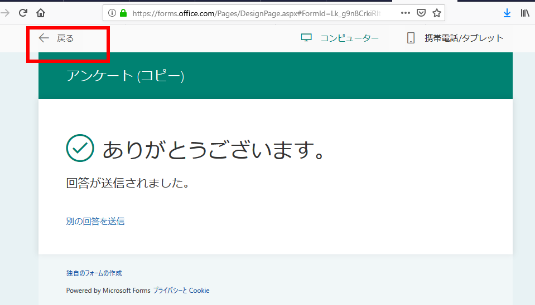 https://forms.office.com/Pages/DesignPage.aspx#FormId=Lk_g9n8CrkiR
戻る
コンピューター
携帯電話/タブレット
アンケート (コピー)
ありがとうございます。
回答が送信されました。
別の回答を送信
独自のフォームの作成
Powered by Microsoft Forms プライバシーと Cookie